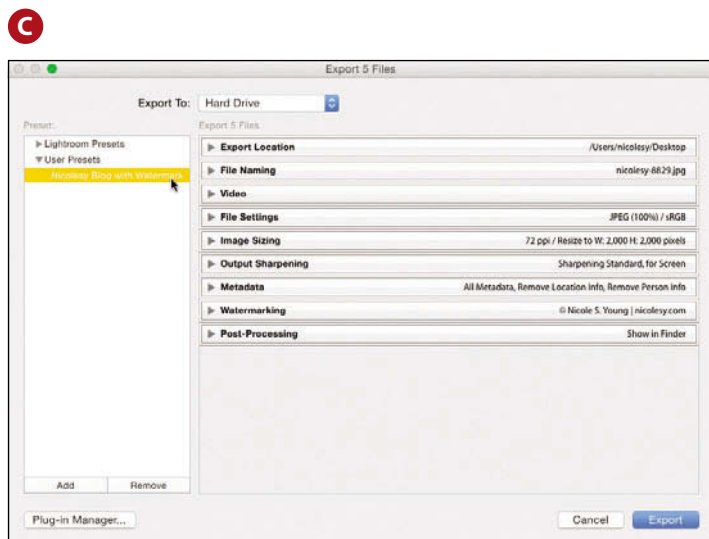 C
Export 5 Files
Export To: Hard Drive
Preset:
Export 5 Files
Lightroom Presets
User Presets
Nicolesy Blog with Watermark
Export Location /Users/nicolesy/Desktop
File Naming nicolesy-8829.jpg
Video
File Settings JPEG (100%) / sRGB
Image Sizing 72 ppi / Resize to W: 2,000 H: 2,000 pixels
Output Sharpening Sharpening Standard, for Screen
Metadata All Metadata, Remove Location Info, Remove Person Info
Watermarking © Nicole S. Young | nicolesy.com
Post-Processing Show in Finder
Add Remove
Plug-in Manager... Cancel Export